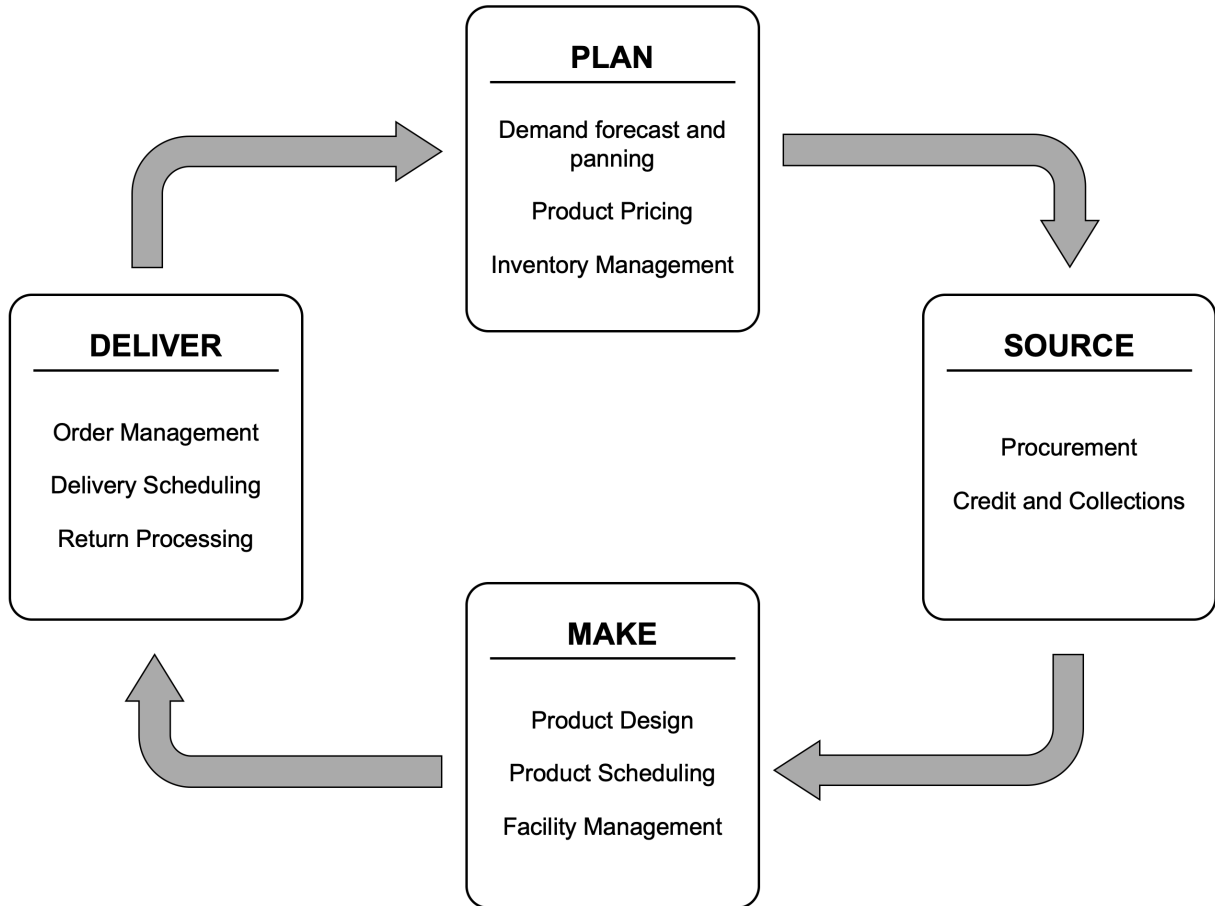 PLAN
Demand forecast and
panning
Product Pricing
Inventory Management
DELIVER
Order Management
Delivery Scheduling
Return Processing
SOURCE
Procurement
Credit and Collections
MAKE
Product Design
Product Scheduling
Facility Management